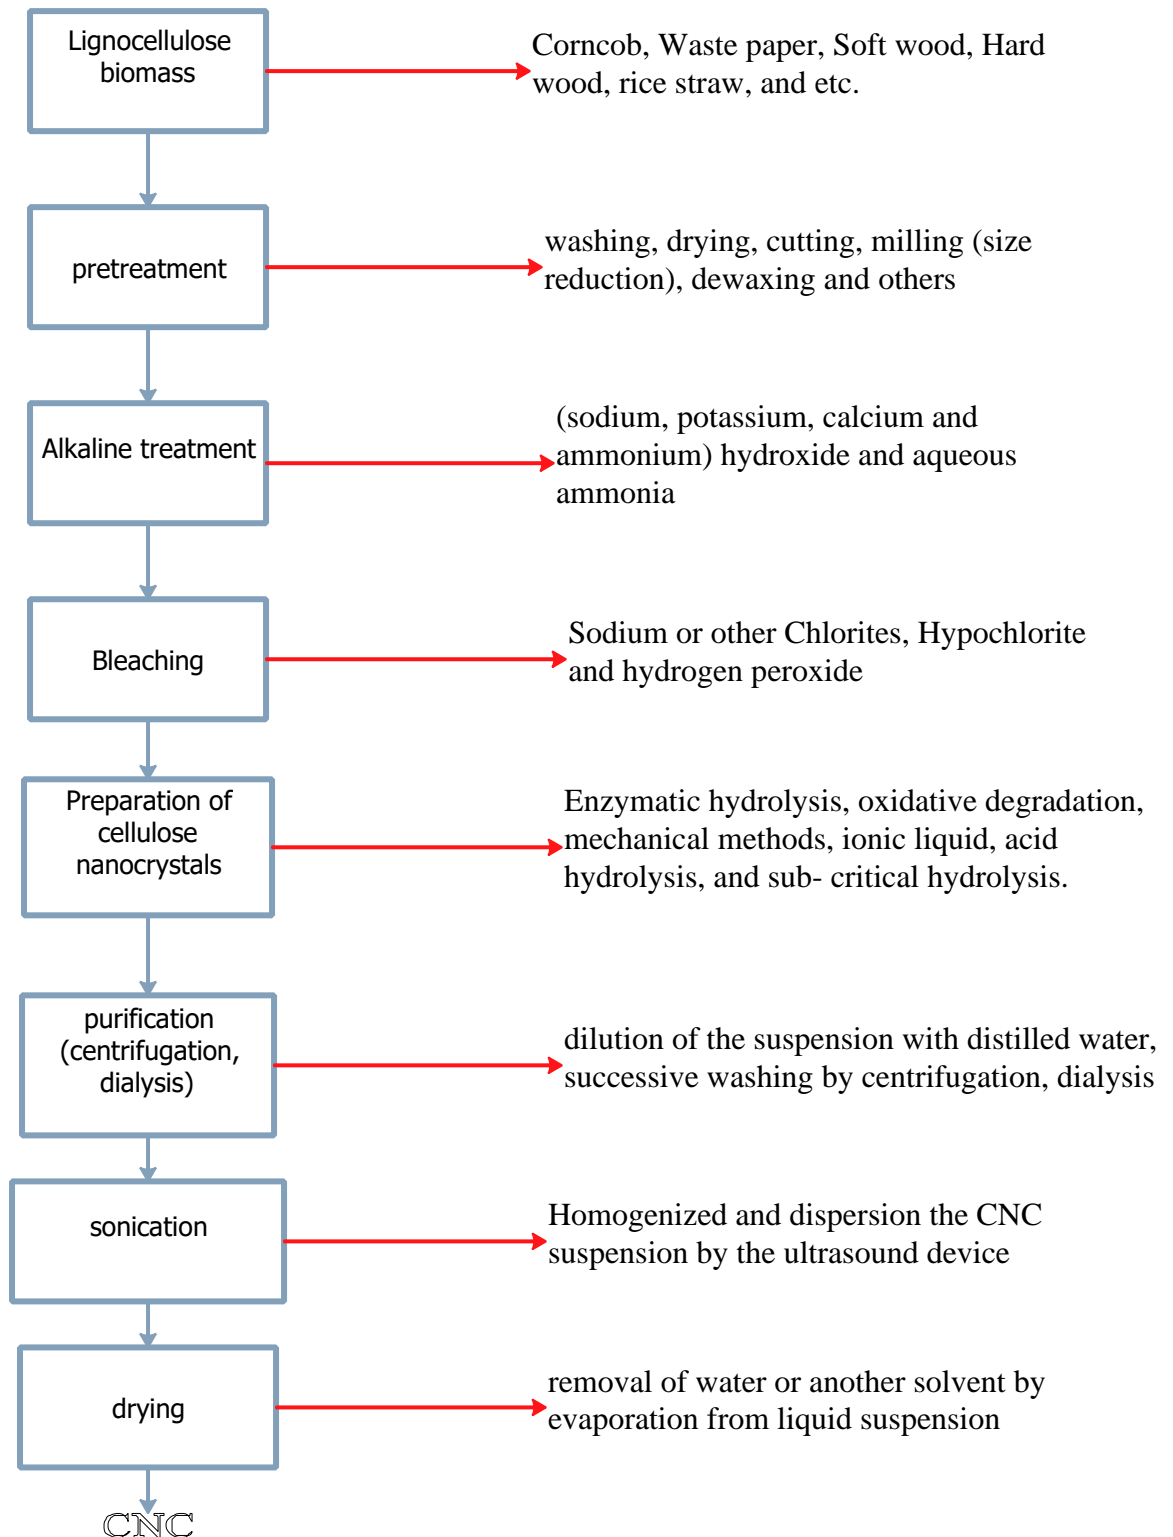 Lignocellulose
biomass
Corncob, Waste paper, Soft wood, Hard
wood, rice straw, and etc.
pretreatment
washing, drying, cutting, milling (size
reduction), dewaxing and others
Alkaline treatment
(sodium, potassium, calcium and
ammonium) hydroxide and aqueous
ammonia
Bleaching
Sodium or other Chlorites, Hypochlorite
and hydrogen peroxide
Preparation of
cellulose
nanocrystals
Enzymatic hydrolysis, oxidative degradation,
mechanical methods, ionic liquid, acid
hydrolysis, and sub- critical hydrolysis.
purification
(centrifugation,
dialysis)
dilution of the suspension with distilled water,
successive washing by centrifugation, dialysis
sonication
Homogenized and dispersion the CNC
suspension by the ultrasound device
drying
removal of water or another solvent by
evaporation from liquid suspension
CNC